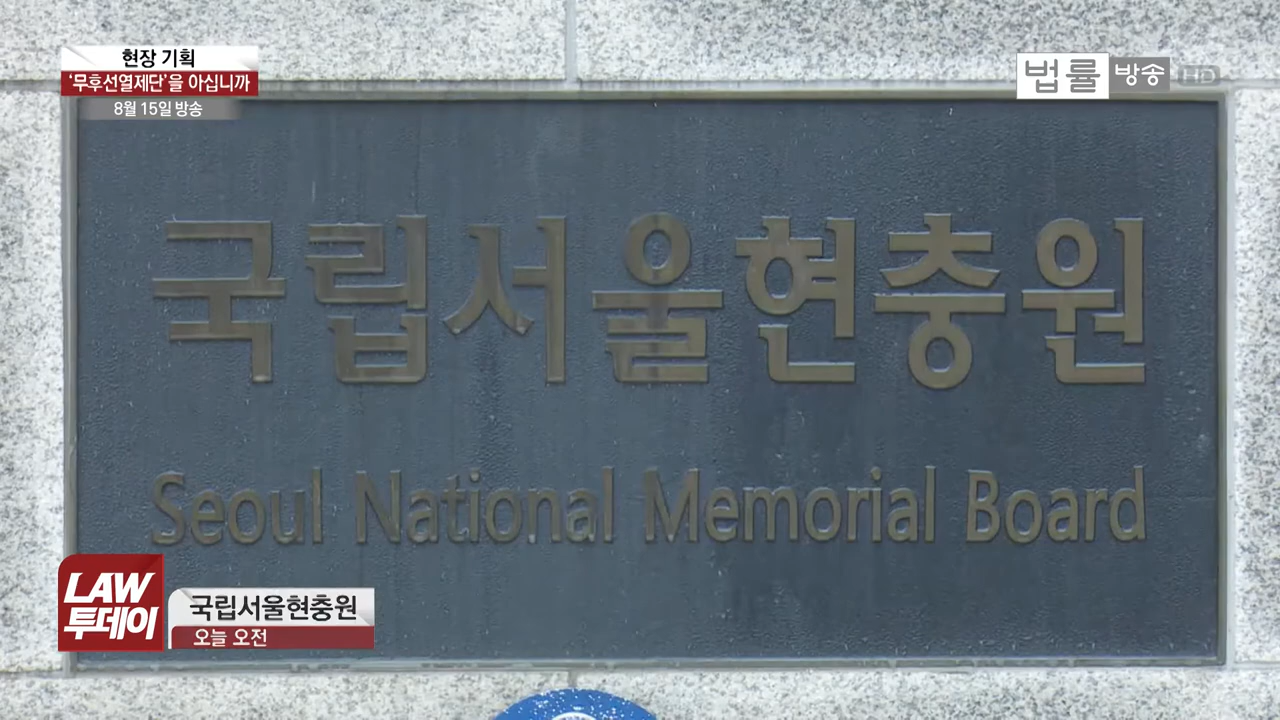 현장 기획
'무후선열제단'을 아십니까
8월 15일 방송
법률방송 HD
국립서울현충원
Seoul National Memorial Board
LAW
투데이
국립서울현충원
오늘 오전